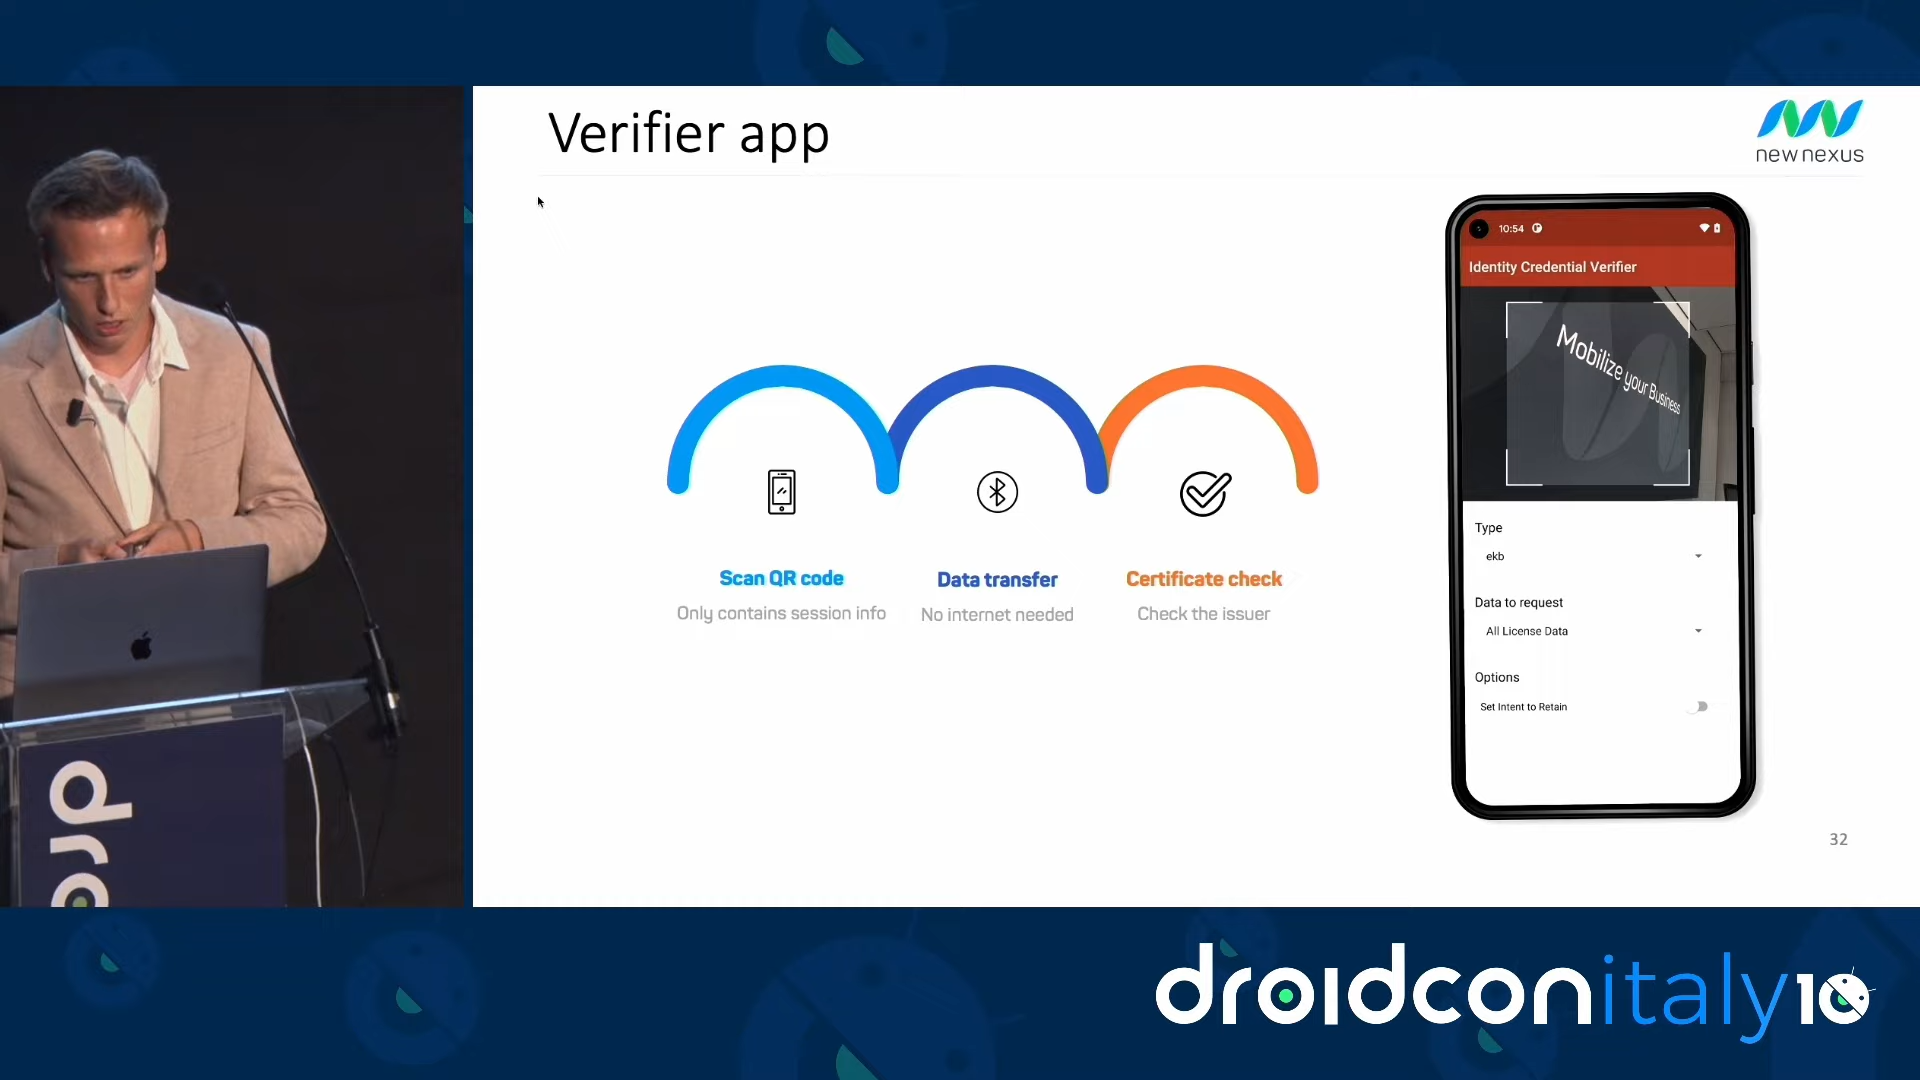 Verifier app
new nexus
10:54
Identity Credential Verifier
Mobilize your Business
Type
ekb
Data to request
All License Data
Options
Set Intent to Retain
Scan QR code
Only contains session info
Data transfer
No internet needed
Certificate check
Check the issuer
32
dro
droidconitaly10